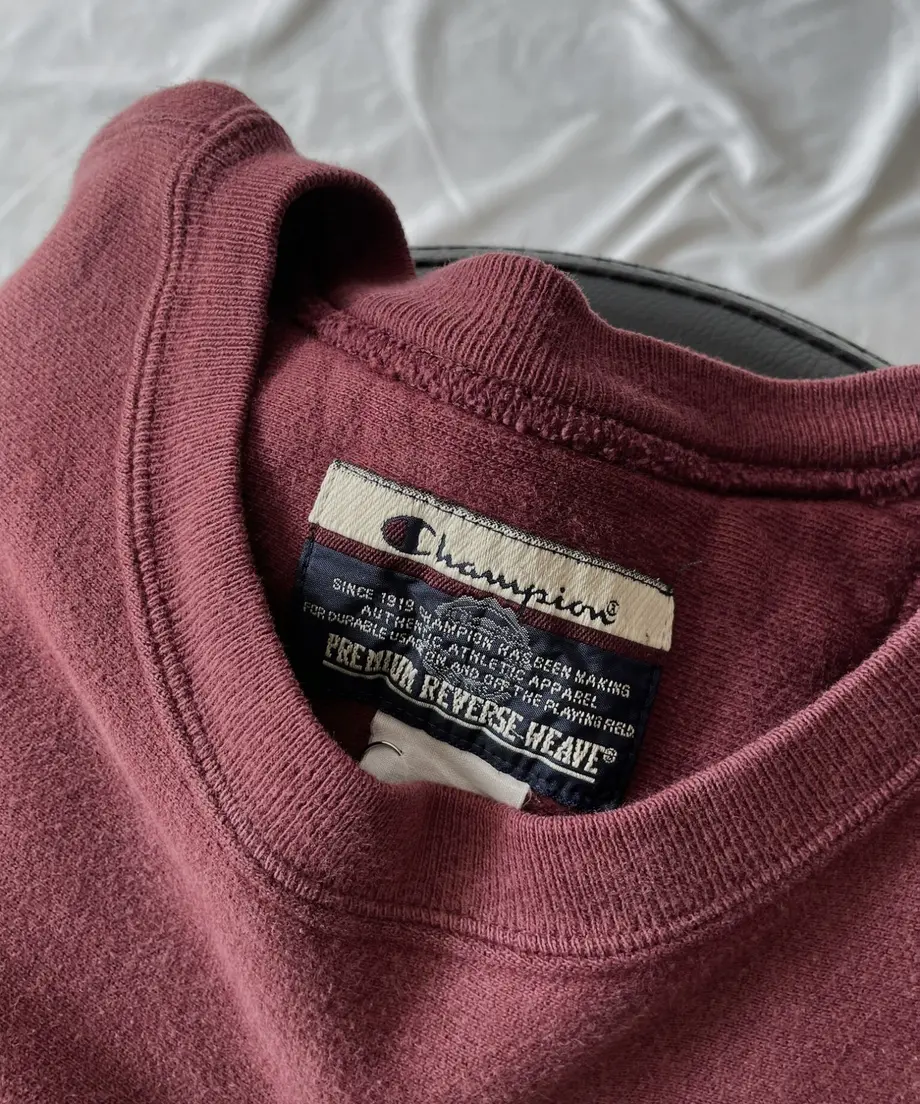 Champion®
SINCE 1919 CHAMPION HAS BEEN MAKING
AUTHENTIC ATHLETIC APPAREL
FOR DURABLE USAGE ON AND OFF THE PLAYING FIELD.
PREMIUM REVERSE WEAVE®